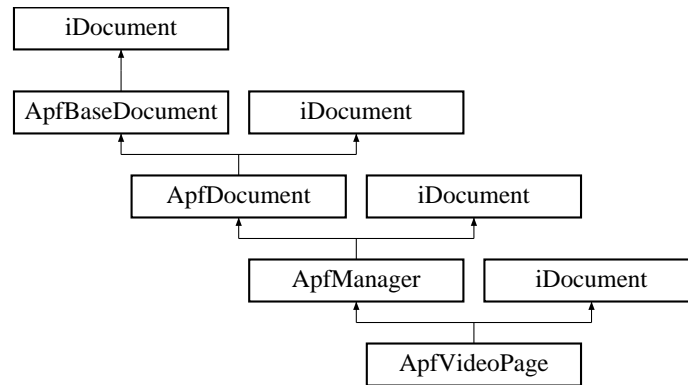 iDocument
ApfBaseDocument
iDocument
ApfDocument
iDocument
ApfManager
iDocument
ApfVideoPage